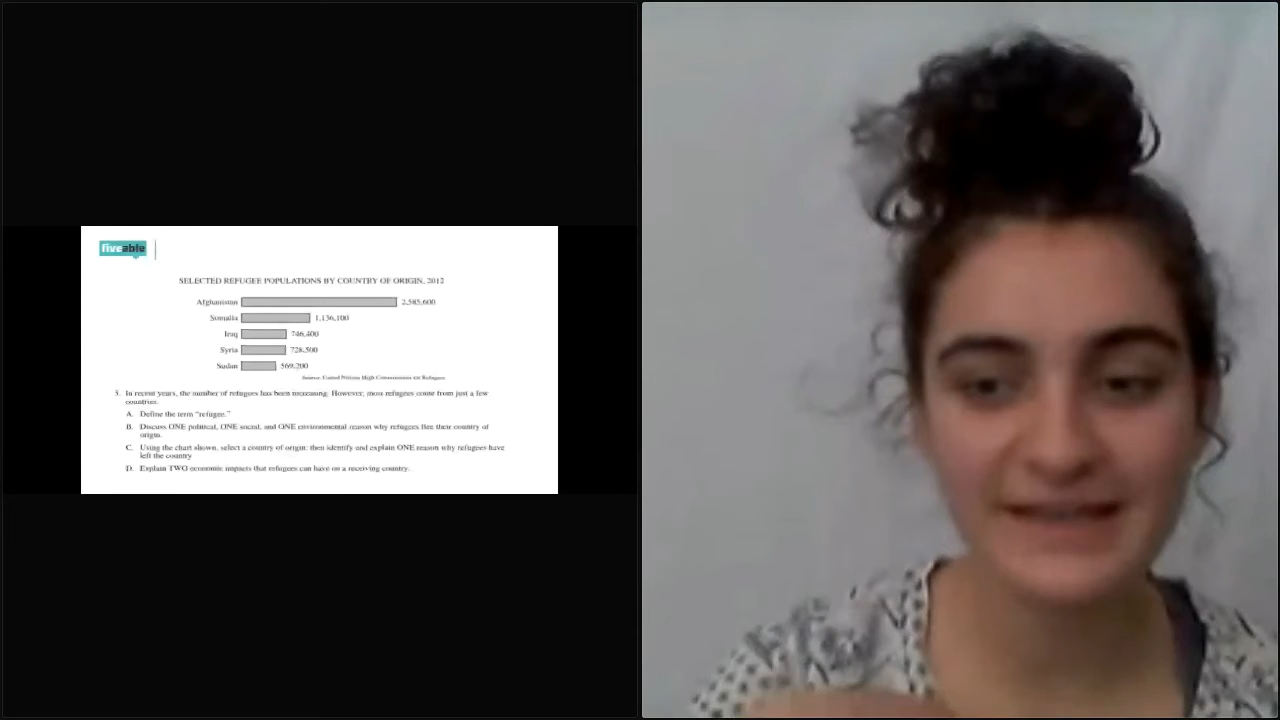 fiveable
SELECTED REFUGEE POPULATIONS BY COUNTRY OF ORIGIN, 2012
Afghanistan 2,585,600
Somalia 1,136,100
Iraq 746,400
Syria 728,500
Sudan 569,200
Source: United Nations High Commissioner for Refugees
3. In recent years, the number of refugees has been increasing. However, most refugees come from just a few
countries.
A. Define the term “refugee.”
B. Discuss ONE political, ONE social, and ONE environmental reason why refugees flee their country of
origin.
C. Using the chart shown, select a country of origin; then identify and explain ONE reason why refugees have
left the country
D. Explain TWO economic impacts that refugees can have on a receiving country.